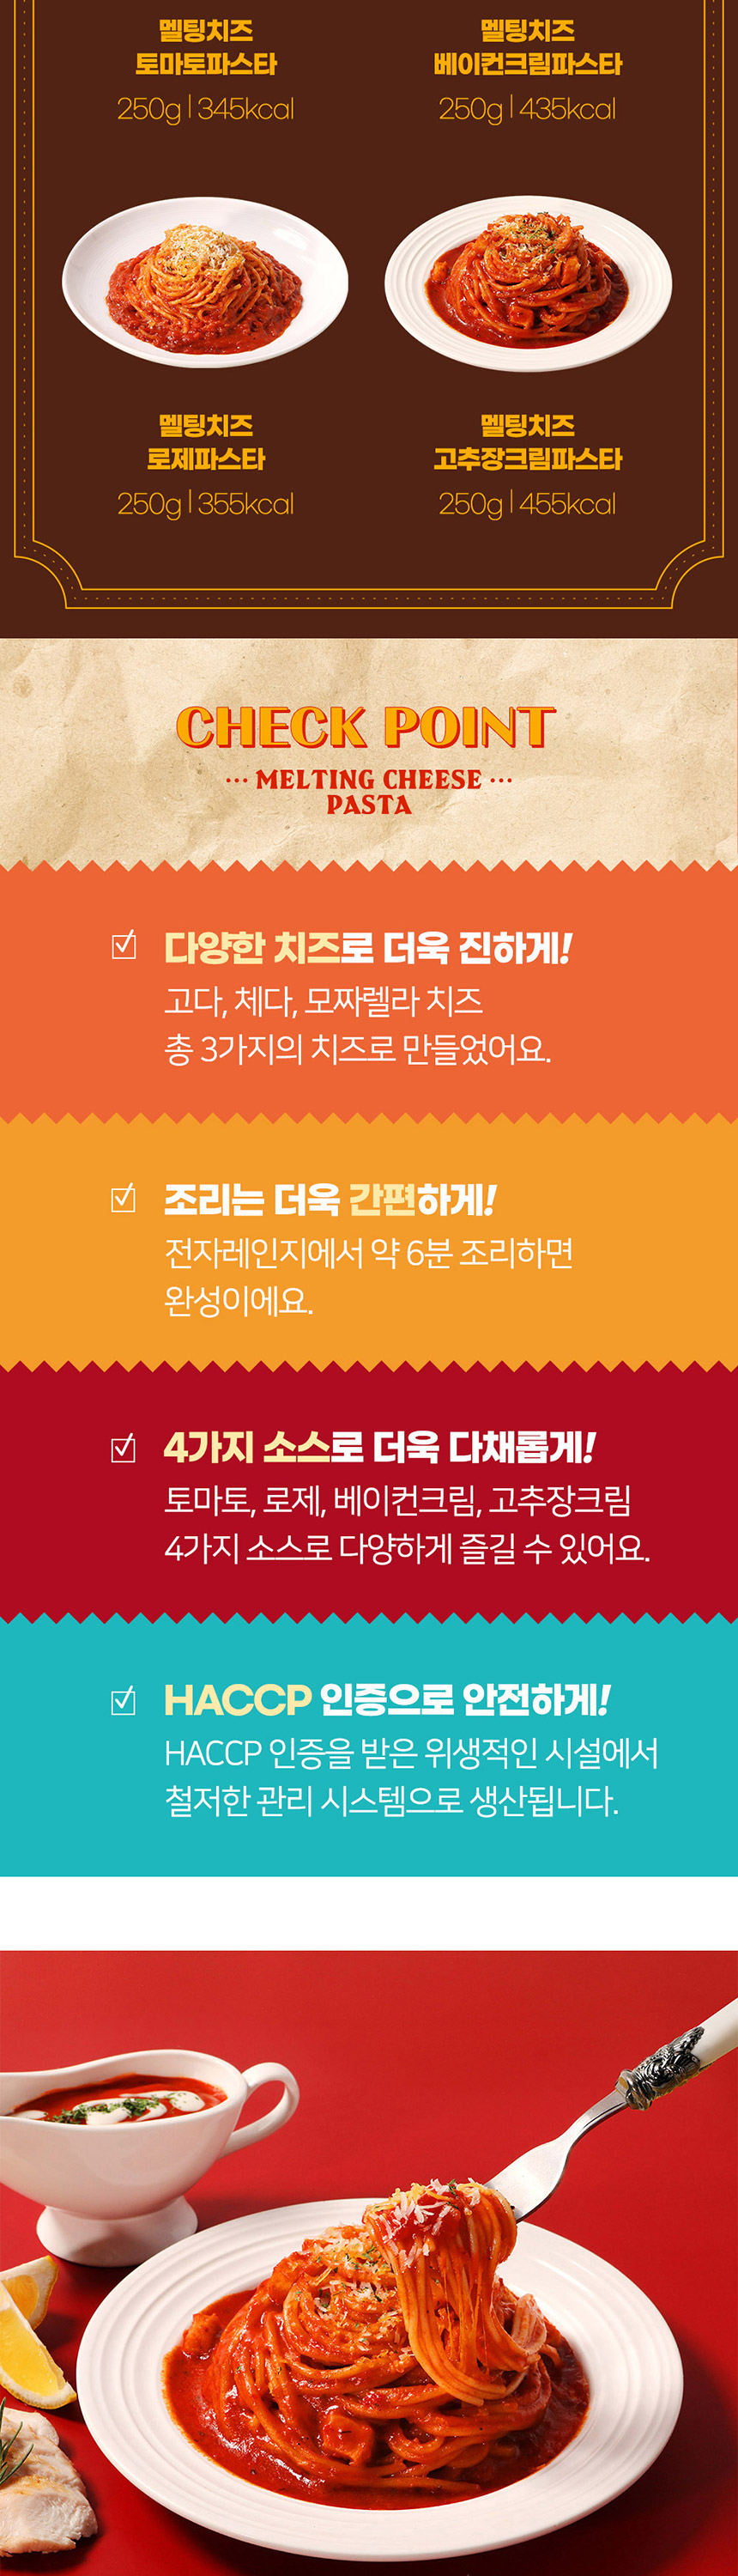 멜팅치즈
토마토파스타
250g | 345kcal
멜팅치즈
베이컨크림파스타
250g | 435kcal
멜팅치즈
로제파스타
250g | 355kcal
멜팅치즈
고추장크림파스타
250g | 455kcal
CHECK POINT
··· MELTING CHEESE ···
PASTA
다양한 치즈로 더욱 진하게!
고다, 체다, 모짜렐라 치즈
총 3가지의 치즈로 만들었어요.
조리는 더욱 간편하게!
전자레인지에서 약 6분 조리하면
완성이에요.
4가지 소스로 더욱 다채롭게!
토마토, 로제, 베이컨크림, 고추장크림
4가지 소스로 다양하게 즐길 수 있어요.
HACCP 인증으로 안전하게!
HACCP 인증을 받은 위생적인 시설에서
철저한 관리 시스템으로 생산됩니다.